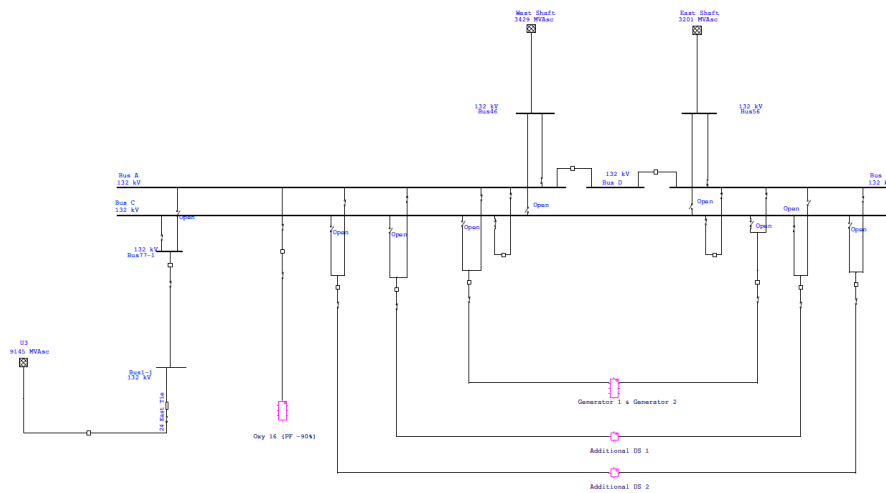 West Shaft
3429 MVAsc
East Shaft
3201 MVAsc
132 kV
Bus46
132 kV
Bus56
Bus A
132 kV
132 kV
Bus D
Bus
132 k
Bus C
132 kV
Open
Open
Open
Open
Open
Open
Open
Open
Open
Open
132 kV
Bus77-1
U3
9145 MVAsc
Bus1-1
132 kV
24 East Tie
Generator 1 & Generator 2
Oxy 16 (PF -90%)
Additional DS 1
Additional DS 2